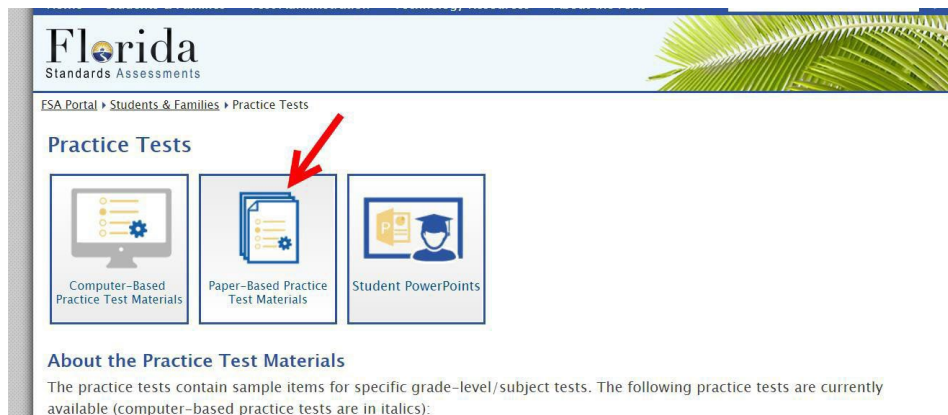 Florida
Standards Assessments
FSA Portal ▸ Students & Families ▸ Practice Tests
Practice Tests
Computer-Based
Practice Test Materials
Paper-Based Practice
Test Materials
Student PowerPoints
About the Practice Test Materials
The practice tests contain sample items for specific grade-level/subject tests. The following practice tests are currently
available (computer-based practice tests are in italics):